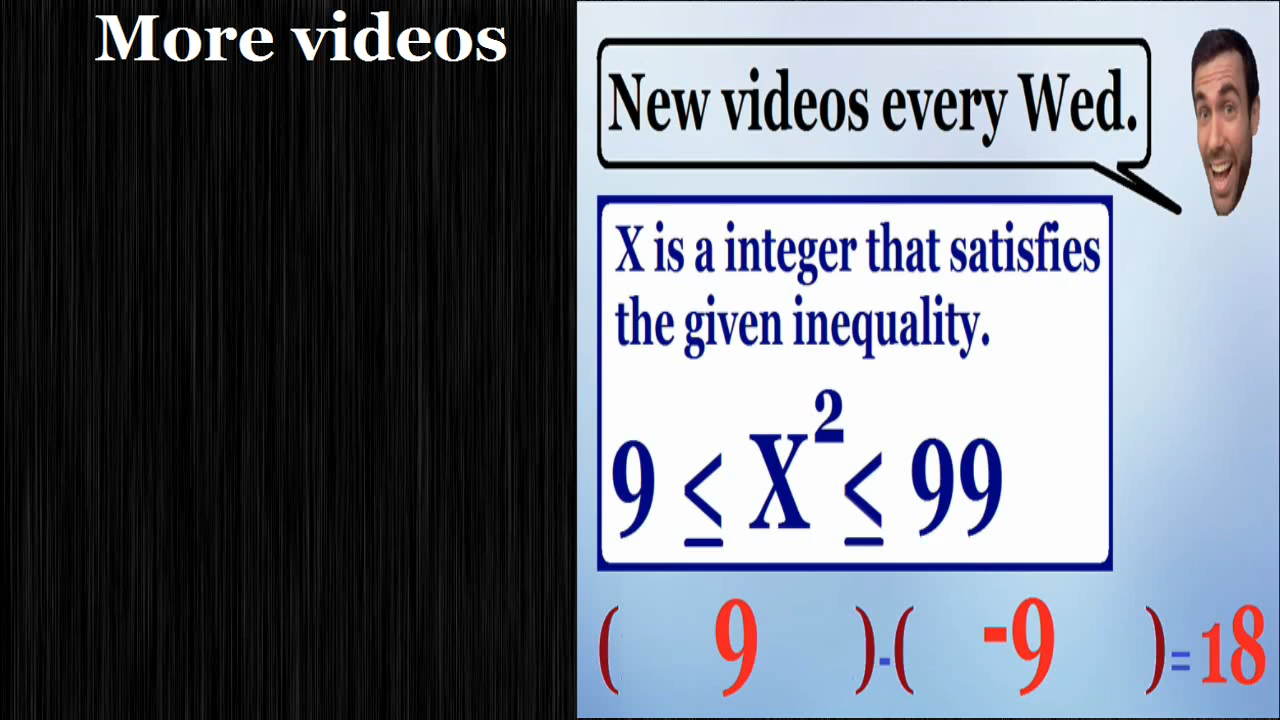 More videos
New videos every Wed.
X is a integer that satisfies
the given inequality.
9 ≤ X² ≤ 99
( 9 )-( -9 )=18